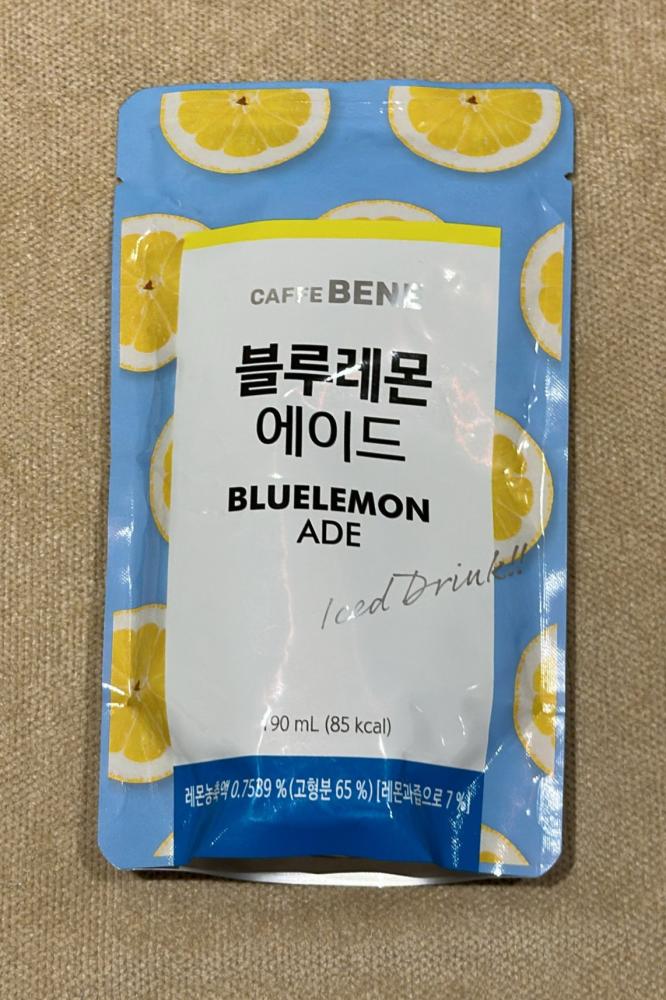 CAFFE BENE
블루레몬
에이드
BLUELEMON
ADE
Iced Drink!!
190 mL (85 kcal)
레몬농축액 0.7539 % (고형분 65 %) [레몬과즙으로 7 %]